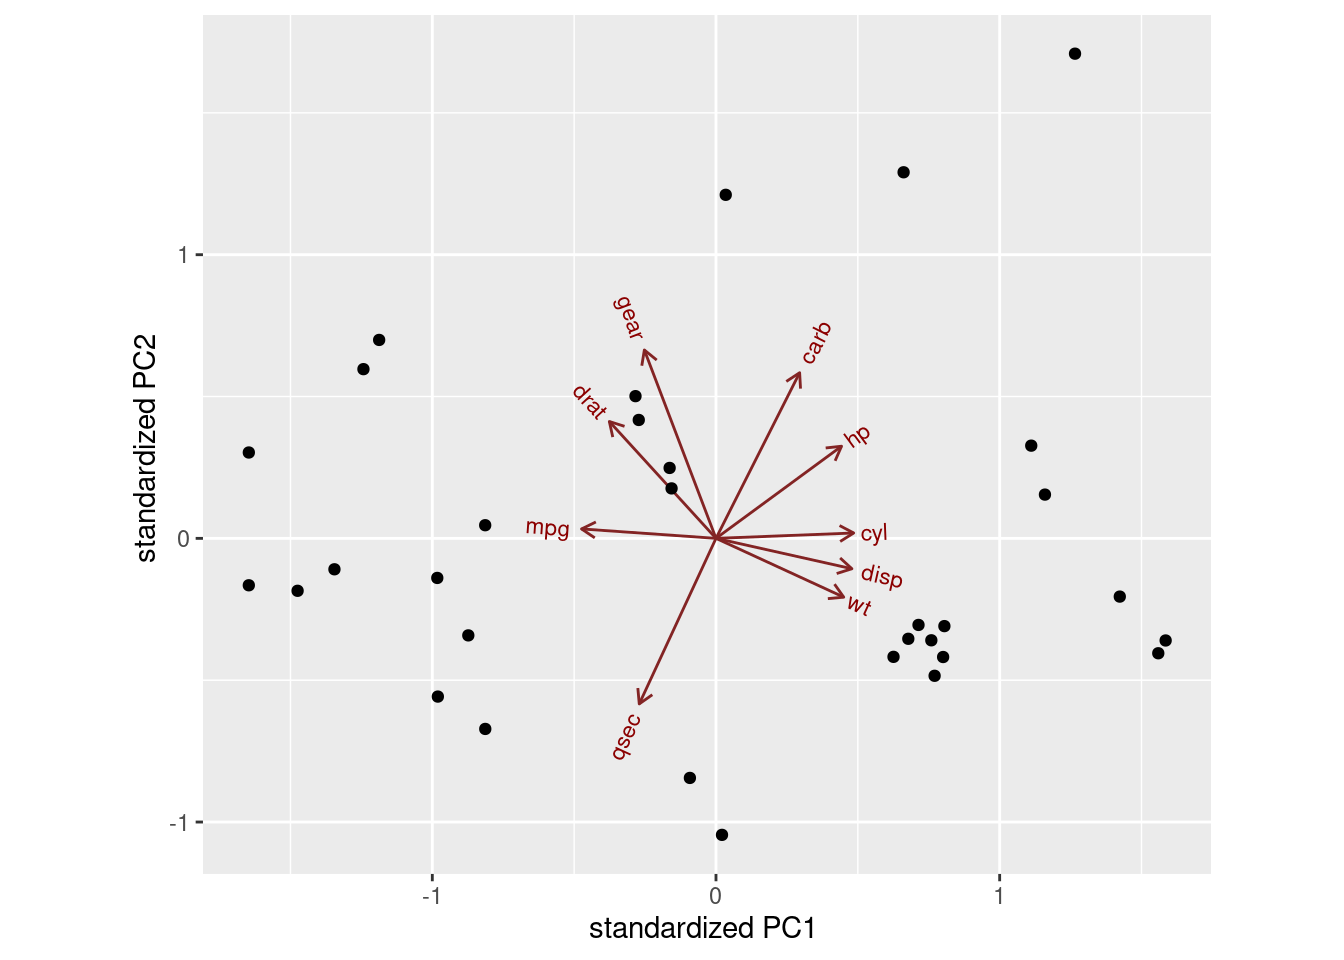 gear
carb
drat
hp
mpg
cyl
disp
wt
qsec
1
0
-1
-1
0
1
standardized PC1
standardized PC2